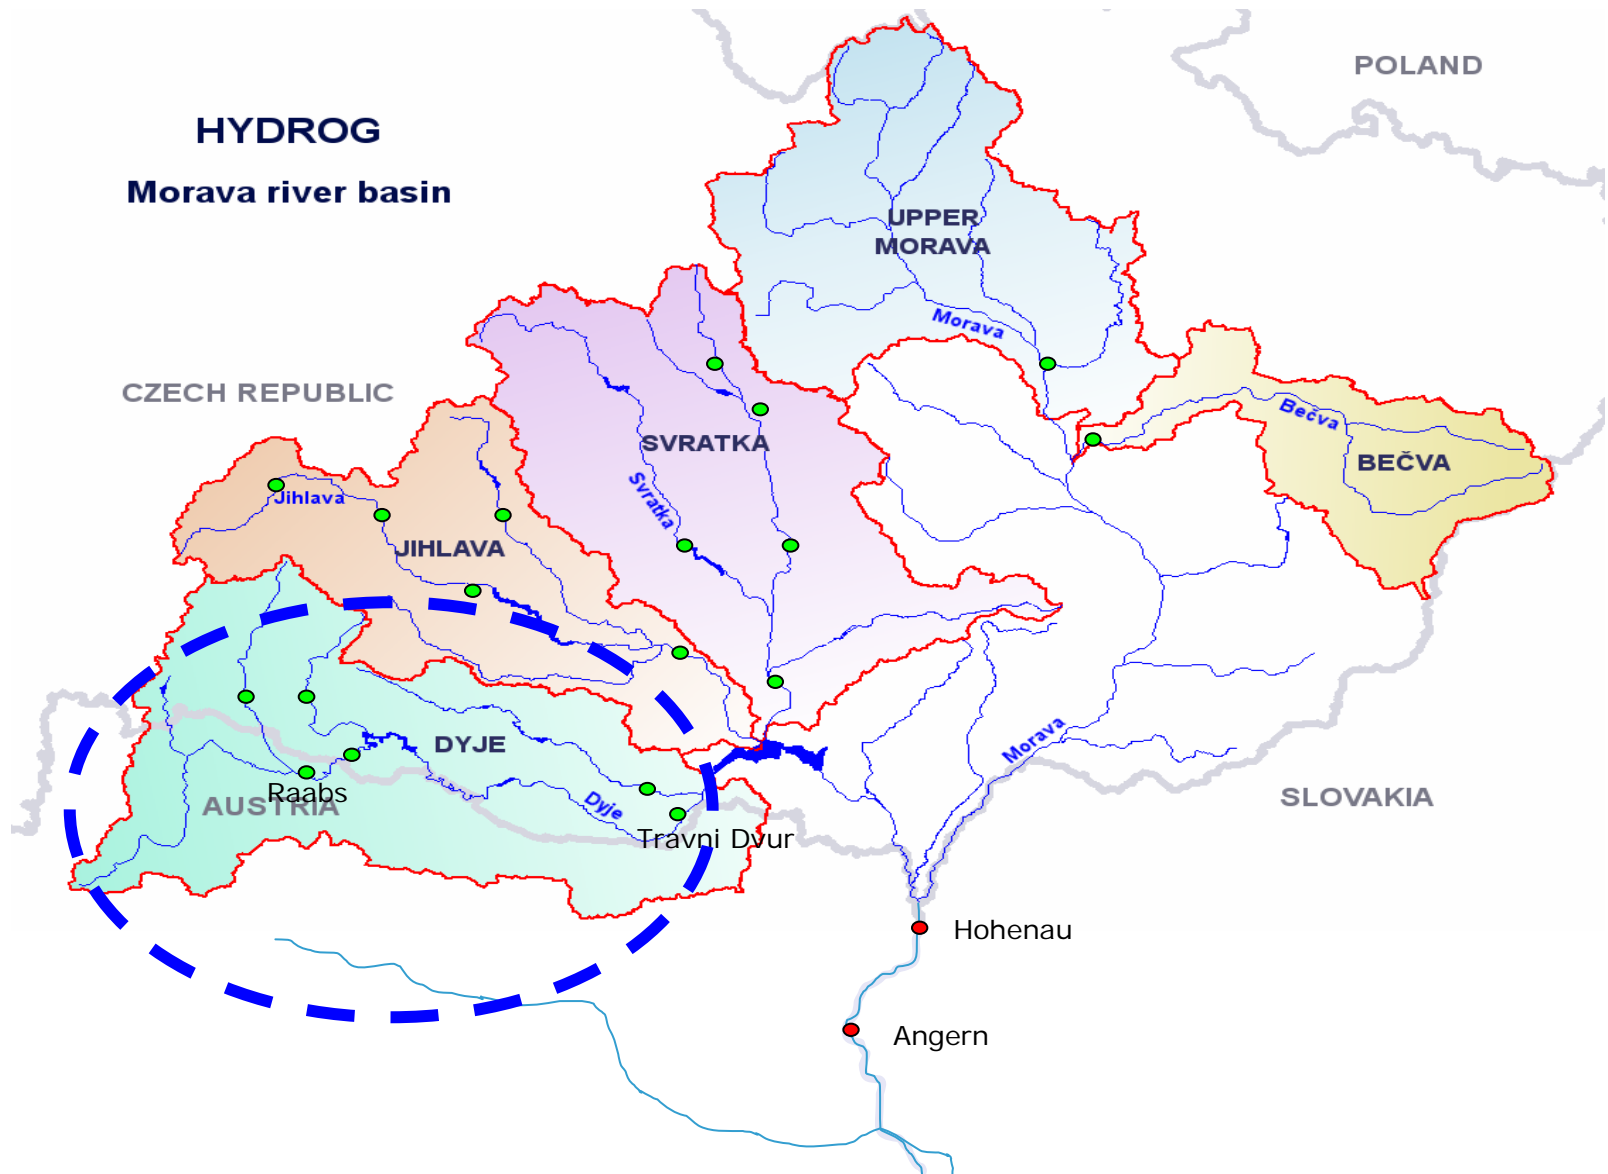 POLAND
HYDROG
Morava river basin
UPPER
MORAVA
Morava
CZECH REPUBLIC
Bečva
SVRATKA
BEČVA
Svratka
Jihlava
JIHLAVA
DYJE
Morava
Raabs
AUSTRIA
Dyje
SLOVAKIA
Travni Dvur
Hohenau
Angern